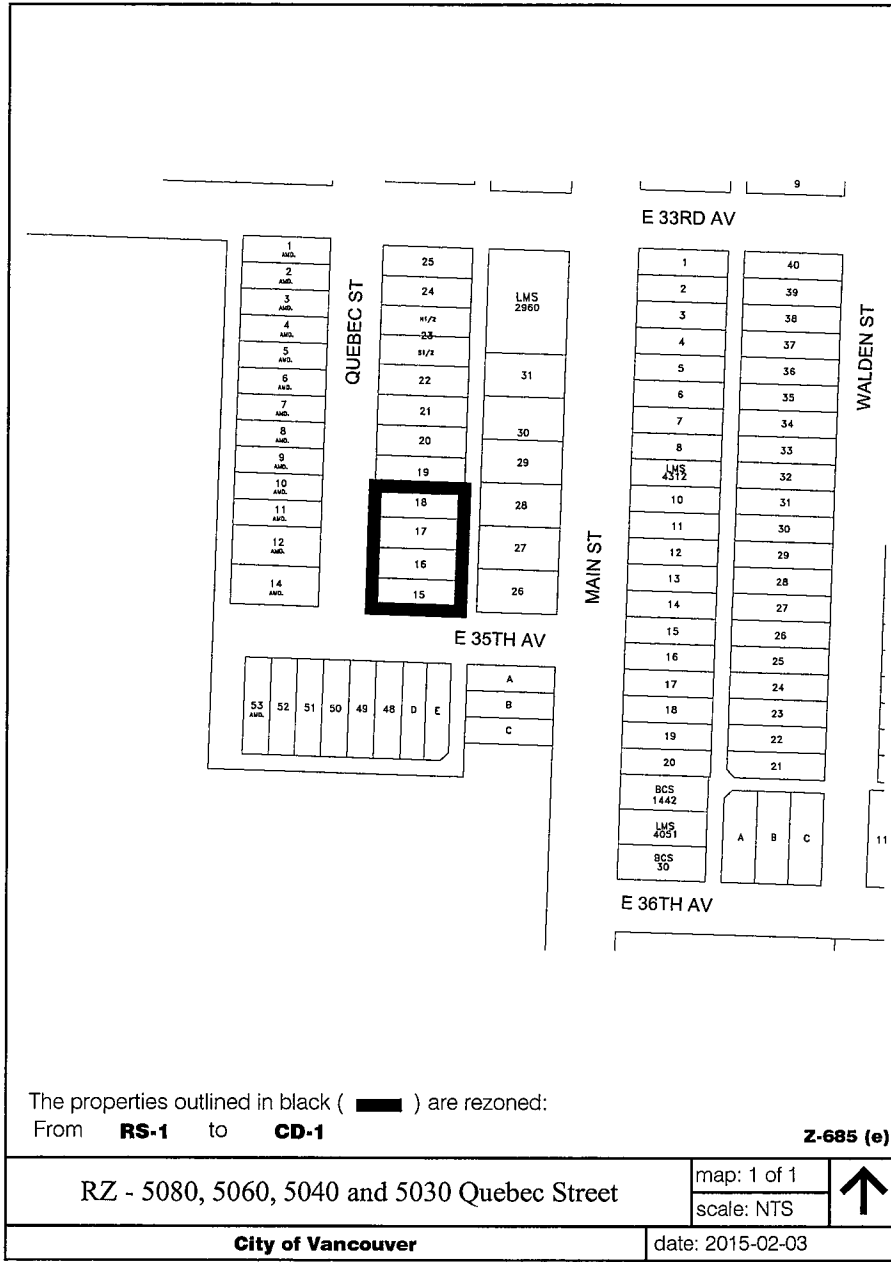 9
E 33RD AV
QUEBEC ST
MAIN ST
WALDEN ST
1
AMD.
2
AMD.
3
AMD.
4
AMD.
5
AMD.
6
AMD.
7
AMD.
8
AMD.
9
AMD.
10
AMD.
11
AMD.
12
AMD.
14
AMD.
25
24
N1/2
23
S1/2
22
21
20
19
18
17
16
15
LMS
2960
31
30
29
28
27
26
1
2
3
4
5
6
7
8
LMS
4312
10
11
12
13
14
15
16
17
18
19
20
BCS
1442
LMS
4051
BCS
30
40
39
38
37
36
35
34
33
32
31
30
29
28
27
26
25
24
23
22
21
E 35TH AV
53
AMD.
52
51
50
49
48
D
E
A
B
C
A
B
C
11
E 36TH AV
The properties outlined in black ( ) are rezoned:
From RS-1 to CD-1
Z-685 (e)
RZ - 5080, 5060, 5040 and 5030 Quebec Street
map: 1 of 1
scale: NTS
City of Vancouver
date: 2015-02-03